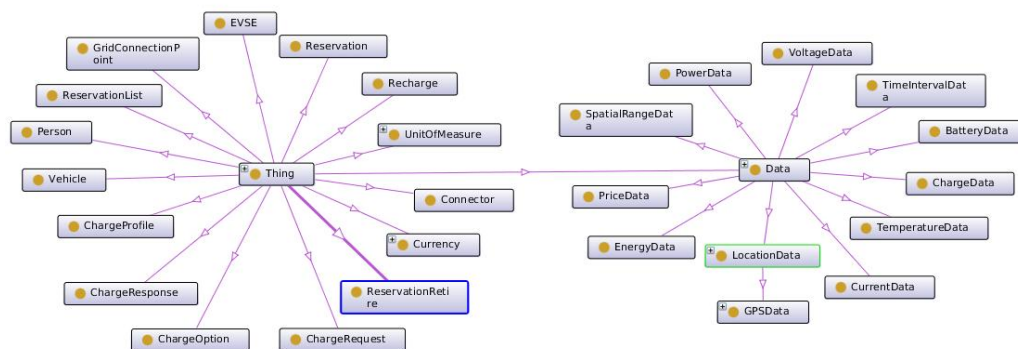 EVSE
Reservation
GridConnectionP
oint
Recharge
ReservationList
UnitOfMeasure
Person
Thing
Vehicle
Connector
ChargeProfile
Currency
ChargeResponse
ReservationReti
re
ChargeOption
ChargeRequest
VoltageData
PowerData
TimeIntervalDat
a
SpatialRangeDat
a
BatteryData
Data
ChargeData
PriceData
TemperatureData
EnergyData
LocationData
CurrentData
GPSData